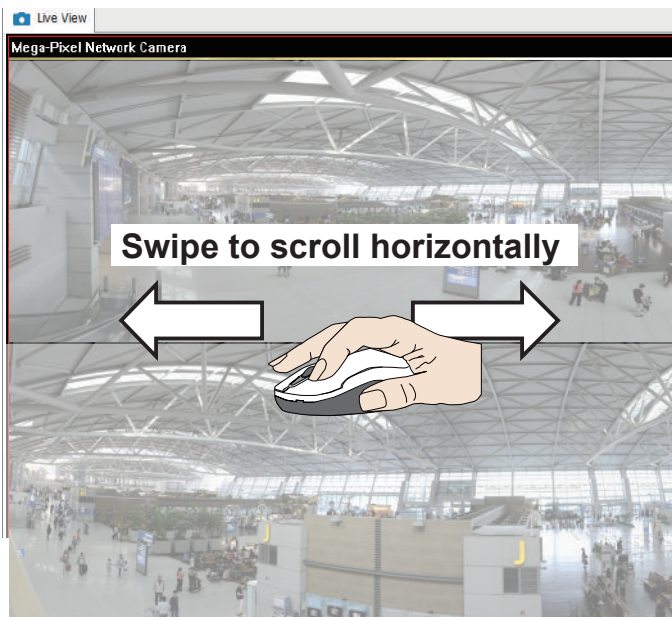 Live View
Mega-Pixel Network Camera
Swipe to scroll horizontally
J
J